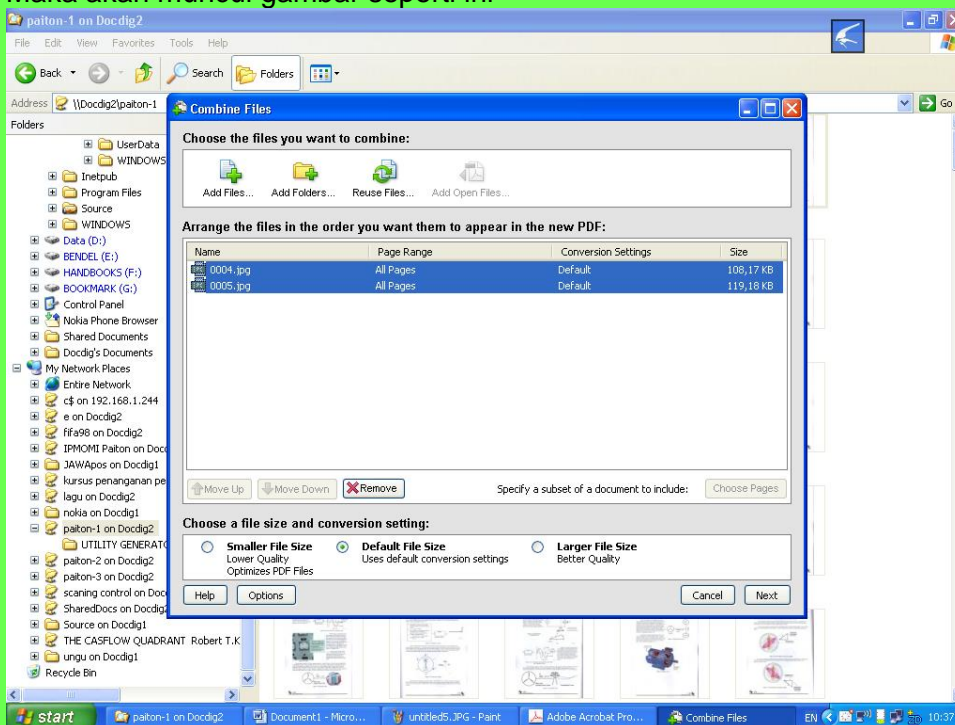 Maka akan muncul gambar seperti ini:
paiton-1 on Docdig2
File Edit View Favorites Tools Help
Back Search Folders
Address \\Docdig2\paiton-1 Go
Folders
UserData
WINDOWS
Inetpub
Program Files
Source
WINDOWS
Data (D:)
BENDEL (E:)
HANDBOOKS (F:)
BOOKMARK (G:)
Control Panel
Nokia Phone Browser
Shared Documents
Docdig's Documents
My Network Places
Entire Network
c$ on 192.168.1.244
e on Docdig2
fifa98 on Docdig2
IPMOMI Paiton on Doc
JAWApos on Docdig1
kursus penanganan pe
lagu on Docdig2
nokia on Docdig1
paiton-1 on Docdig2
UTILITY GENERATO
paiton-2 on Docdig2
paiton-3 on Docdig2
scaning control on Doc
SharedDocs on Docdig2
Source on Docdig1
THE CASFLOW QUADRANT Robert T.K
ungu on Docdig1
Recycle Bin
Combine Files
Choose the files you want to combine:
Add Files... Add Folders... Reuse Files... Add Open Files...
Arrange the files in the order you want them to appear in the new PDF:
Name Page Range Conversion Settings Size
0004.jpg All Pages Default 108,17 KB
0005.jpg All Pages Default 119,18 KB
Move Up Move Down Remove Specify a subset of a document to include: Choose Pages
Choose a file size and conversion setting:
Smaller File Size Default File Size Larger File Size
Lower Quality Uses default conversion settings Better Quality
Optimizes PDF Files
Help Options Cancel Next
start paiton-1 on Docdig2 Document1 - Micro... untitled5.JPG - Paint Adobe Acrobat Pro... Combine Files EN 10:37